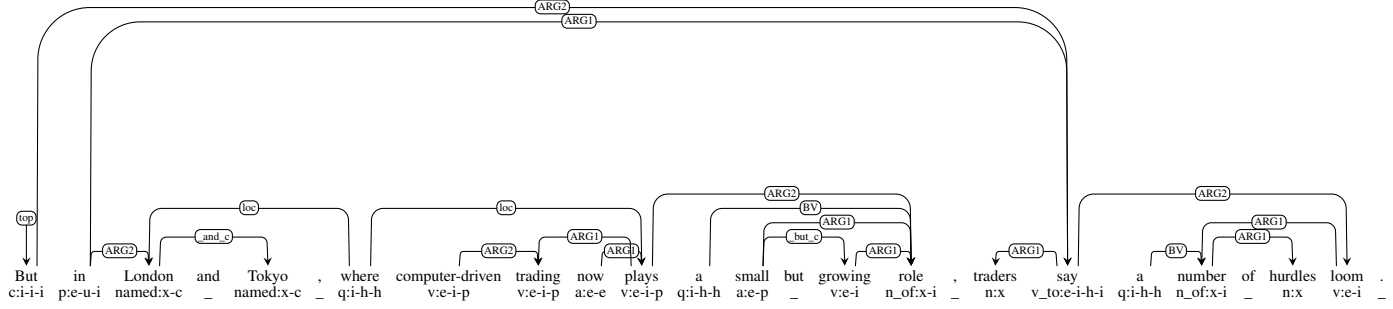 ARG2
ARG1
top
ARG2
loc
loc
BV
ARG2
ARG1
ARG1
_and_c
_but_c
ARG1
ARG1
ARG2
ARG2
ARG1
ARG1
ARG1
BV
But in London and Tokyo , where computer-driven trading now plays a small but growing role , traders say a number of hurdles loom .
c:i-i-i p:e-u-i named:x-c _ named:x-c _ q:i-h-h v:e-i-p v:e-i-p a:e-e v:e-i-p q:i-h-h a:e-p _ v:e-i n_of:x-i _ n:x v_to:e-i-h-i q:i-h-h n_of:x-i _ n:x v:e-i _